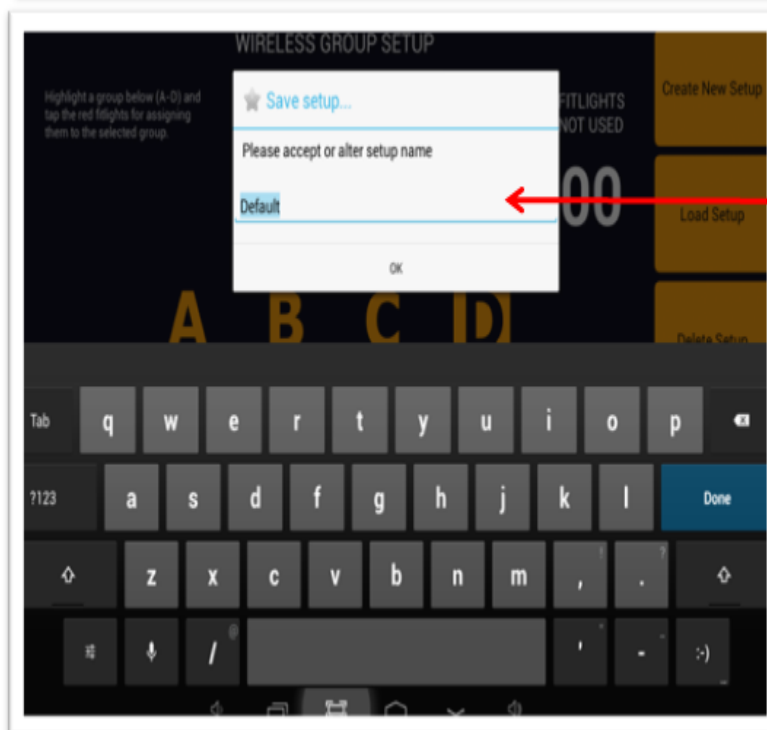 WIRELESS GROUP SETUP
Highlight a group below (A-D) and
tap the red fitlights for assigning
them to the selected group.
Save setup...
Please accept or alter setup name
Default
OK
FITLIGHTS
NOT USED
00
Create New Setup
Load Setup
Delete Setup
A B C D
Tab q w e r t y u i o p
?123 a s d f g h j k l Done
z x c v b n m , ! . ?
/ @ ' " - _ :-)